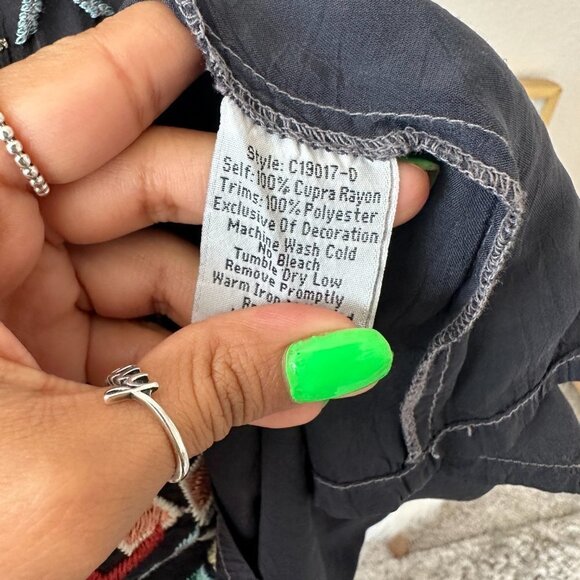 Style: C19017-D
Self: 100% Cupra Rayon
Trims: 100% Polyester
Exclusive Of Decoration
Machine Wash Cold
No Bleach
Tumble Dry Low
Remove Promptly
Warm Iron